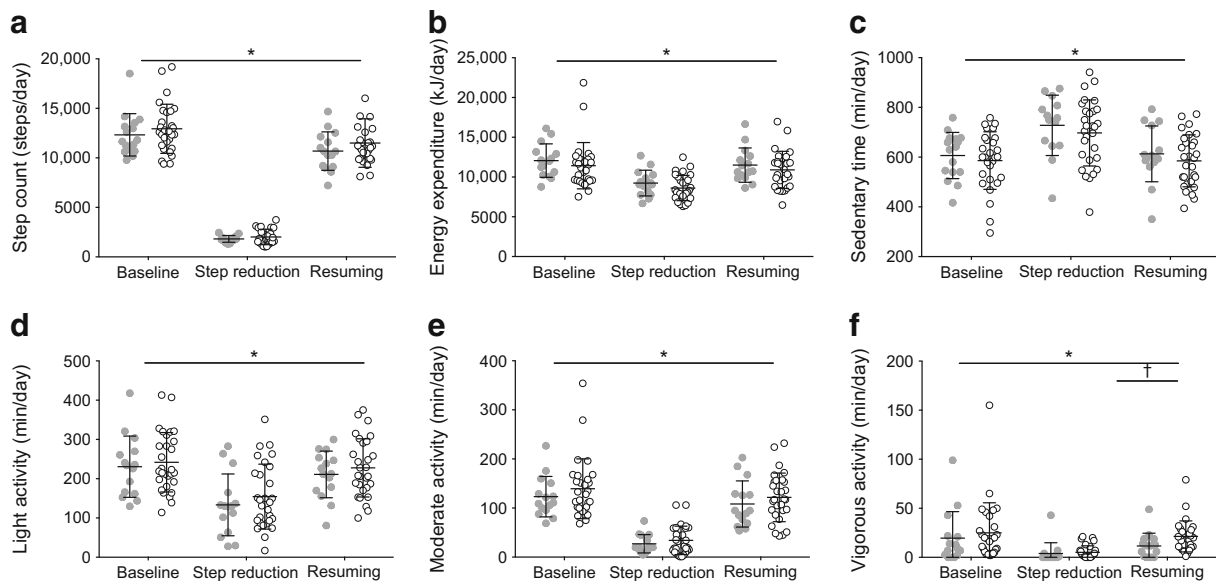 a
Step count (steps/day)
20,000
15,000
10,000
5000
0
*
Baseline
Step reduction
Resuming
b
Energy expenditure (kJ/day)
25,000
20,000
15,000
10,000
5,000
0
*
Baseline
Step reduction
Resuming
c
Sedentary time (min/day)
1000
800
600
400
200
*
Baseline
Step reduction
Resuming
d
Light activity (min/day)
500
400
300
200
100
0
*
Baseline
Step reduction
Resuming
e
Moderate activity (min/day)
400
300
200
100
0
*
Baseline
Step reduction
Resuming
f
Vigorous activity (min/day)
200
150
100
50
0
*
†
Baseline
Step reduction
Resuming